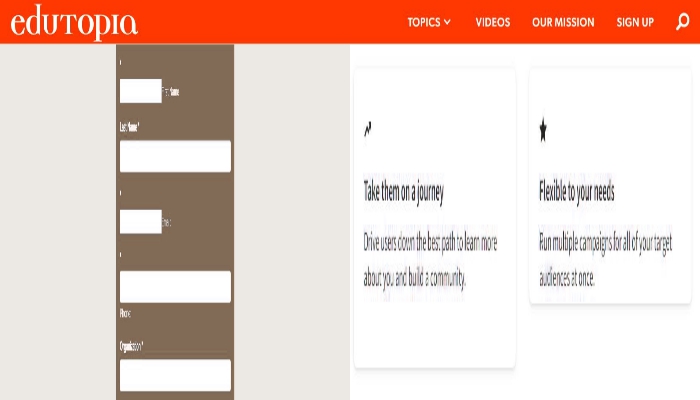 edutopia
TOPICS VIDEOS OUR MISSION SIGN UP
*
First Name
Last Name *
*
Email
*
Phone
Organization *
Take them on a journey
Drive users down the best path to learn more
about you and build a community.
Flexible to your needs
Run multiple campaigns for all of your target
audiences at once.